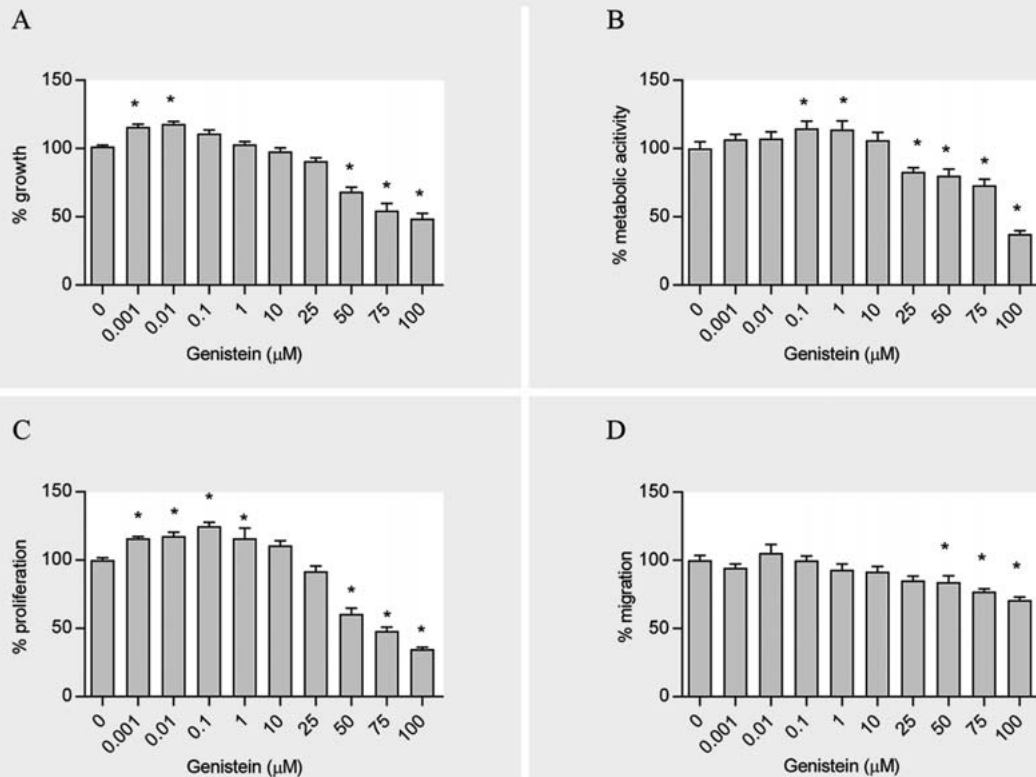 A
% growth
150
100
50
0
* * * * *
0 0.001 0.01 0.1 1 10 25 50 75 100
Genistein (μM)
B
% metabolic acitivity
150
100
50
0
* * * * * *
0 0.001 0.01 0.1 1 10 25 50 75 100
Genistein (μM)
C
% proliferation
150
100
50
0
* * * * * * *
0 0.001 0.01 0.1 1 10 25 50 75 100
Genistein (μM)
D
% migration
150
100
50
0
* * *
0 0.001 0.01 0.1 1 10 25 50 75 100
Genistein (μM)